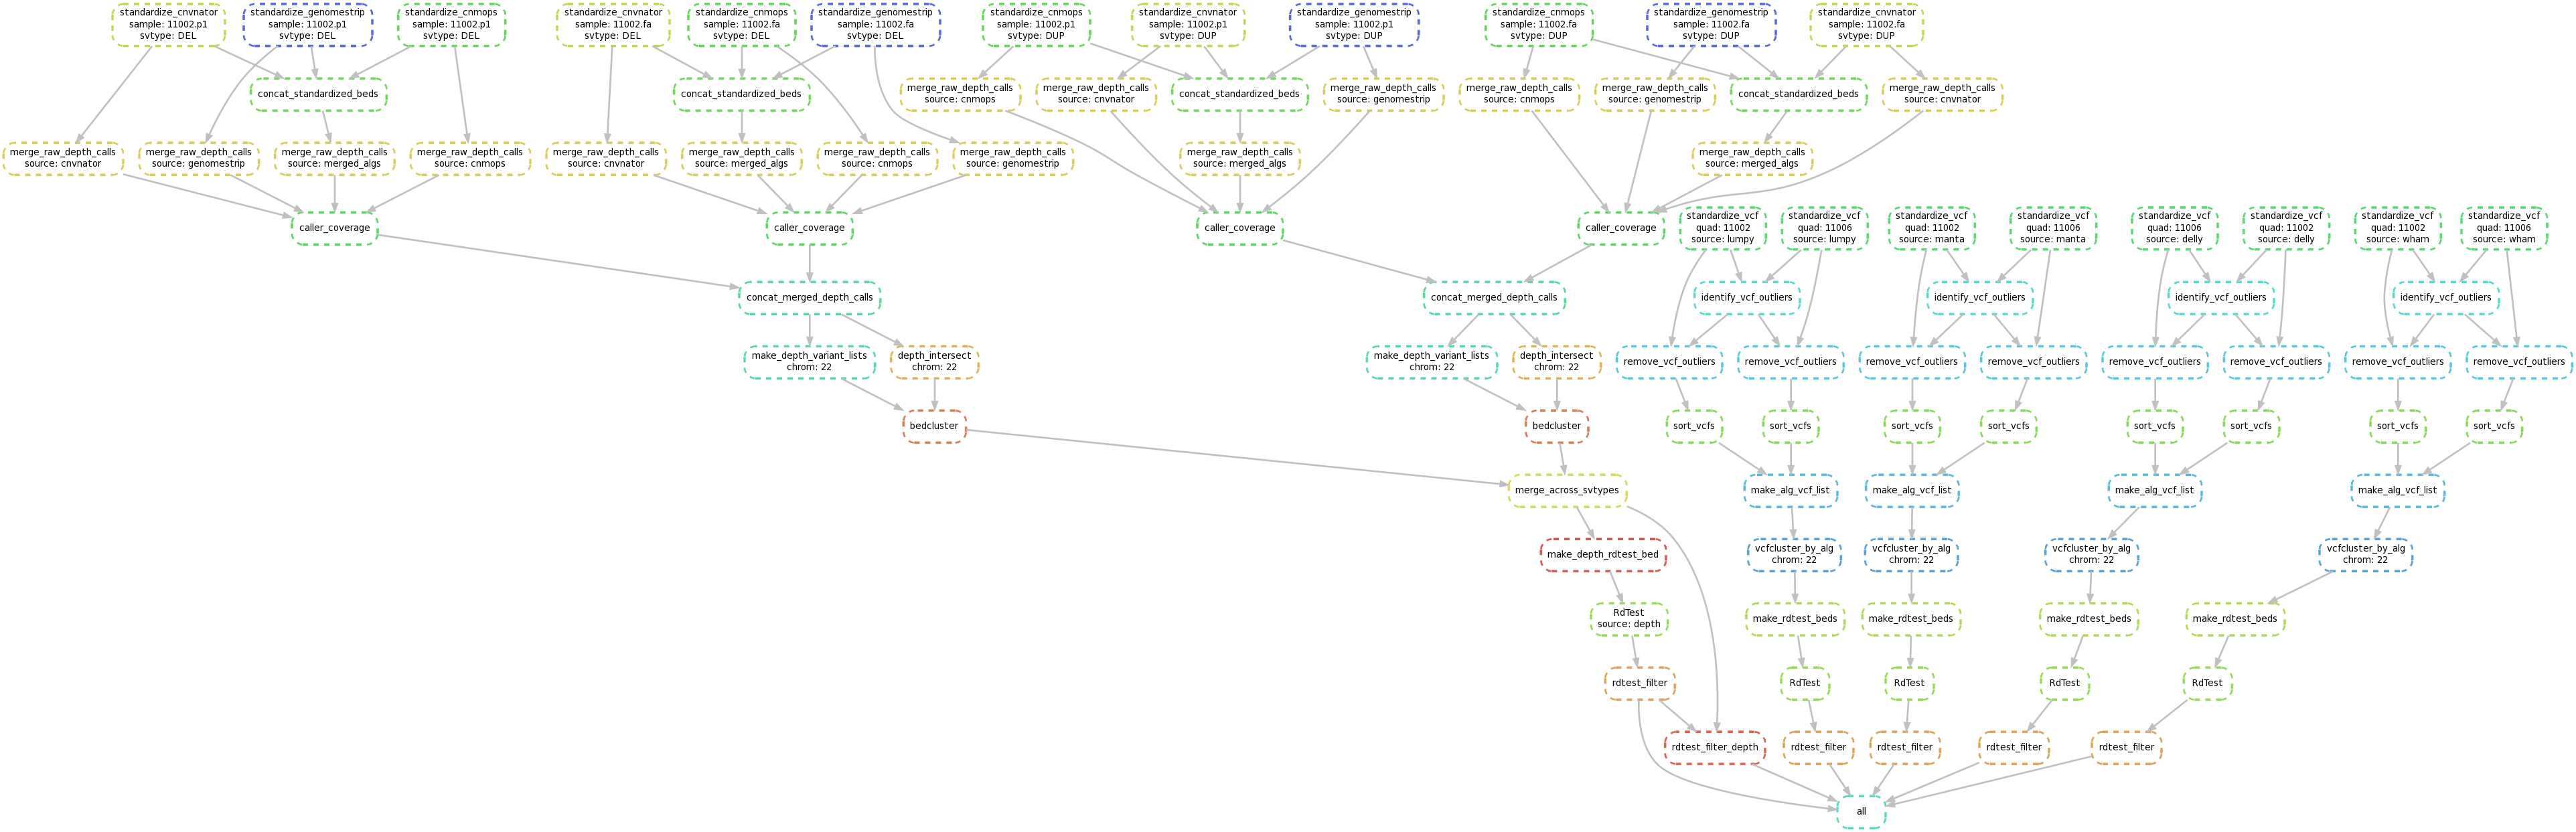 standardize_cnvnator
sample: 11002.p1
svtype: DEL
standardize_genomestrip
sample: 11002.p1
svtype: DEL
standardize_cnmops
sample: 11002.p1
svtype: DEL
standardize_cnvnator
sample: 11002.fa
svtype: DEL
standardize_cnmops
sample: 11002.fa
svtype: DEL
standardize_genomestrip
sample: 11002.fa
svtype: DEL
standardize_cnmops
sample: 11002.p1
svtype: DUP
standardize_cnvnator
sample: 11002.p1
svtype: DUP
standardize_genomestrip
sample: 11002.p1
svtype: DUP
standardize_cnmops
sample: 11002.fa
svtype: DUP
standardize_genomestrip
sample: 11002.fa
svtype: DUP
standardize_cnvnator
sample: 11002.fa
svtype: DUP
concat_standardized_beds
concat_standardized_beds
merge_raw_depth_calls
source: cnmops
merge_raw_depth_calls
source: cnvnator
concat_standardized_beds
merge_raw_depth_calls
source: genomestrip
merge_raw_depth_calls
source: cnmops
merge_raw_depth_calls
source: genomestrip
concat_standardized_beds
merge_raw_depth_calls
source: cnvnator
merge_raw_depth_calls
source: cnvnator
merge_raw_depth_calls
source: genomestrip
merge_raw_depth_calls
source: merged_algs
merge_raw_depth_calls
source: cnmops
merge_raw_depth_calls
source: cnvnator
merge_raw_depth_calls
source: merged_algs
merge_raw_depth_calls
source: cnmops
merge_raw_depth_calls
source: genomestrip
merge_raw_depth_calls
source: merged_algs
merge_raw_depth_calls
source: merged_algs
caller_coverage
caller_coverage
caller_coverage
caller_coverage
standardize_vcf
quad: 11002
source: lumpy
standardize_vcf
quad: 11006
source: lumpy
standardize_vcf
quad: 11002
source: manta
standardize_vcf
quad: 11006
source: manta
standardize_vcf
quad: 11006
source: delly
standardize_vcf
quad: 11002
source: delly
standardize_vcf
quad: 11002
source: wham
standardize_vcf
quad: 11006
source: wham
concat_merged_depth_calls
concat_merged_depth_calls
identify_vcf_outliers
identify_vcf_outliers
identify_vcf_outliers
identify_vcf_outliers
make_depth_variant_lists
chrom: 22
depth_intersect
chrom: 22
make_depth_variant_lists
chrom: 22
depth_intersect
chrom: 22
remove_vcf_outliers
remove_vcf_outliers
remove_vcf_outliers
remove_vcf_outliers
remove_vcf_outliers
remove_vcf_outliers
remove_vcf_outliers
remove_vcf_outliers
bedcluster
bedcluster
sort_vcfs
sort_vcfs
sort_vcfs
sort_vcfs
sort_vcfs
sort_vcfs
sort_vcfs
sort_vcfs
merge_across_svtypes
make_alg_vcf_list
make_alg_vcf_list
make_alg_vcf_list
make_alg_vcf_list
make_depth_rdtest_bed
vcfcluster_by_alg
chrom: 22
vcfcluster_by_alg
chrom: 22
vcfcluster_by_alg
chrom: 22
vcfcluster_by_alg
chrom: 22
RdTest
source: depth
make_rdtest_beds
make_rdtest_beds
make_rdtest_beds
make_rdtest_beds
rdtest_filter
RdTest
RdTest
RdTest
RdTest
rdtest_filter_depth
rdtest_filter
rdtest_filter
rdtest_filter
rdtest_filter
all